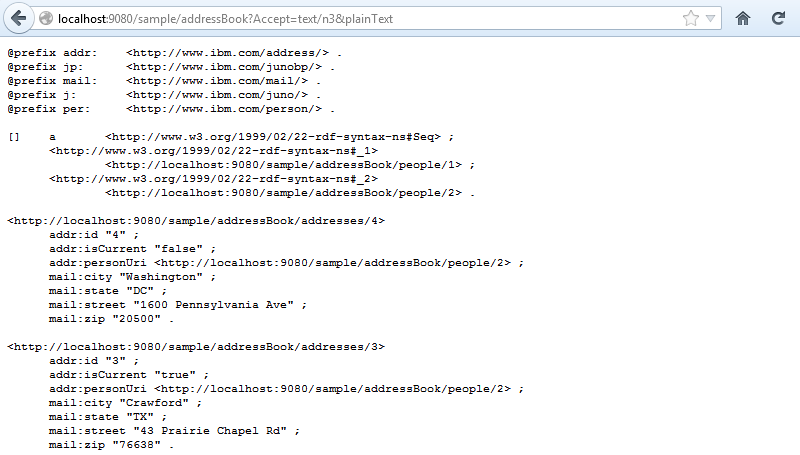 localhost:9080/sample/addressBook?Accept=text/n3&plainText
@prefix addr:    <http://www.ibm.com/address/> .
@prefix jp:      <http://www.ibm.com/junobp/> .
@prefix mail:    <http://www.ibm.com/mail/> .
@prefix j:       <http://www.ibm.com/juno/> .
@prefix per:     <http://www.ibm.com/person/> .
[]    a       <http://www.w3.org/1999/02/22-rdf-syntax-ns#Seq> ;
      <http://www.w3.org/1999/02/22-rdf-syntax-ns#_1>
              <http://localhost:9080/sample/addressBook/people/1> ;
      <http://www.w3.org/1999/02/22-rdf-syntax-ns#_2>
              <http://localhost:9080/sample/addressBook/people/2> .
<http://localhost:9080/sample/addressBook/addresses/4>
      addr:id "4" ;
      addr:isCurrent "false" ;
      addr:personUri <http://localhost:9080/sample/addressBook/people/2> ;
      mail:city "Washington" ;
      mail:state "DC" ;
      mail:street "1600 Pennsylvania Ave" ;
      mail:zip "20500" .
<http://localhost:9080/sample/addressBook/addresses/3>
      addr:id "3" ;
      addr:isCurrent "true" ;
      addr:personUri <http://localhost:9080/sample/addressBook/people/2> ;
      mail:city "Crawford" ;
      mail:state "TX" ;
      mail:street "43 Prairie Chapel Rd" ;
      mail:zip "76638" .